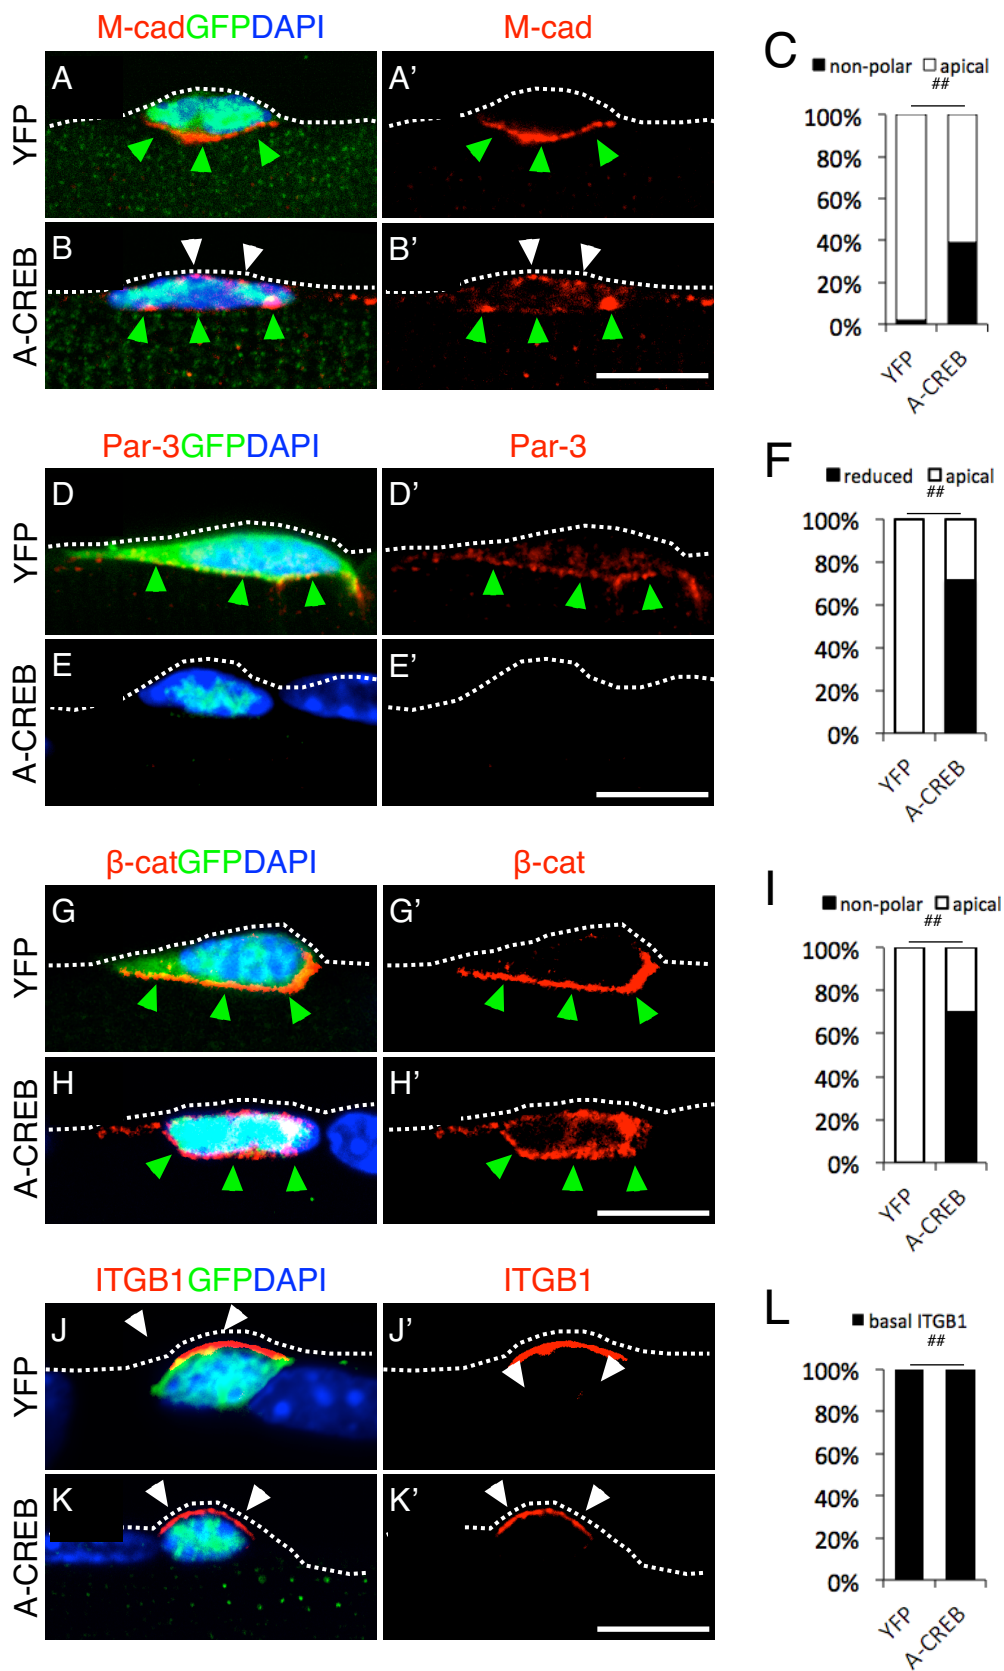 M-cadGFPDAPI
M-cad
YFP
A
A'
A-CREB
B
B'
C
non-polar apical
##
100%
80%
60%
40%
20%
0%
YFP
A-CREB
Par-3GFPDAPI
Par-3
YFP
D
D'
A-CREB
E
E'
F
reduced apical
##
100%
80%
60%
40%
20%
0%
YFP
A-CREB
β-catGFPDAPI
β-cat
YFP
G
G'
A-CREB
H
H'
I
non-polar apical
##
100%
80%
60%
40%
20%
0%
YFP
A-CREB
ITGB1GFPDAPI
ITGB1
YFP
J
J'
A-CREB
K
K'
L
basal ITGB1
##
100%
80%
60%
40%
20%
0%
YFP
A-CREB